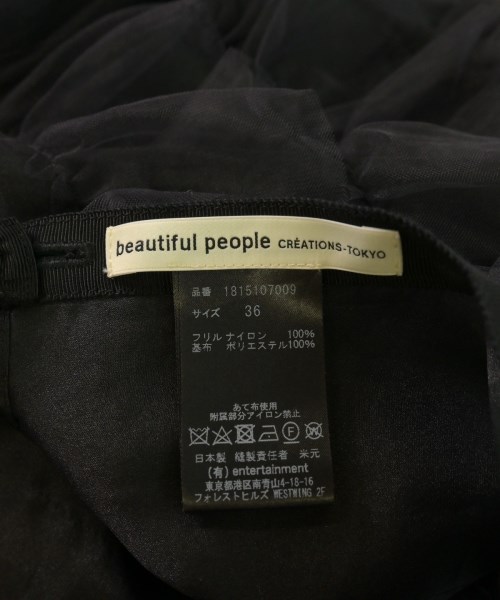 beautiful people CRÉATIONS-TOKYO
品番 1815107009
サイズ 36
フリル ナイロン 100%
基布 ポリエステル100%
あて布使用
附属部分アイロン禁止
日本製 縫製責任者 米元
(有) entertainment
東京都港区南青山4-18-16
フォレストヒルズ WESTWING 2F